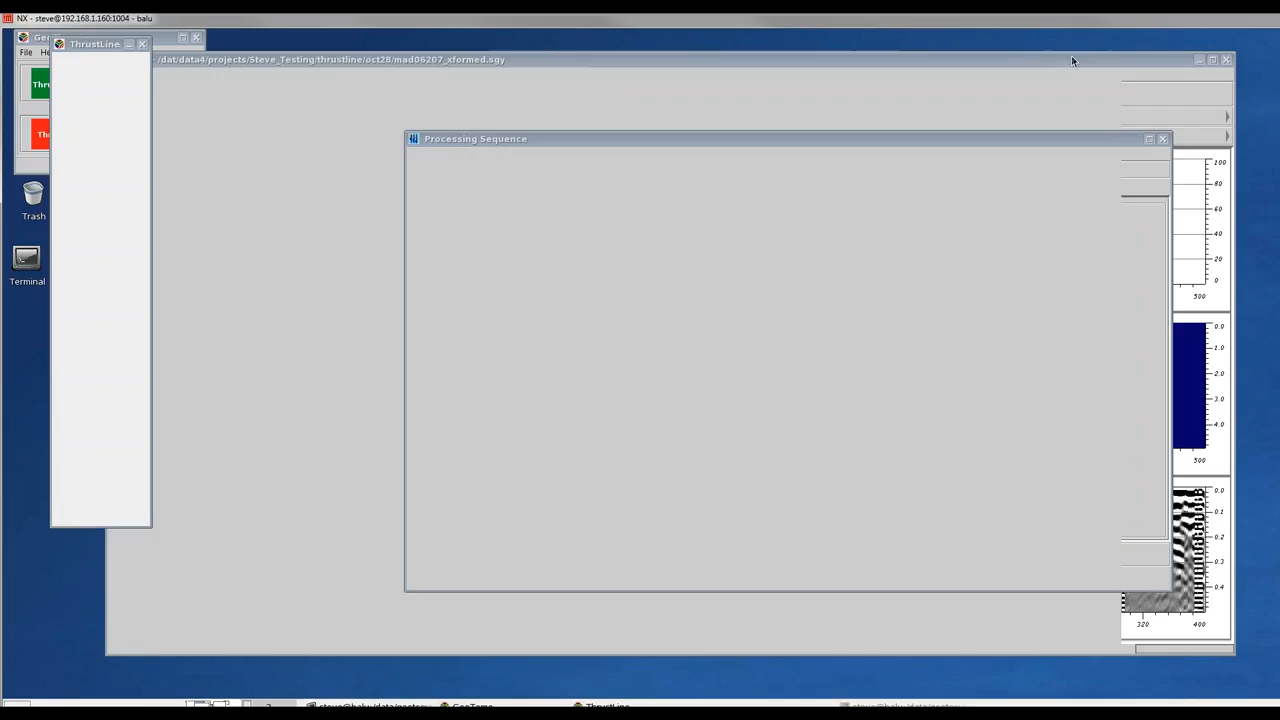 NX - steve@192.168.1.160:1004 - balu
ThrustLine
File
- /dat/data4/projects/Steve_Testing/thrustline/oct28/mad06207_xformed.sgy
Processing Sequence
Trash
Terminal
100
80
60
40
20
0
500
0.0
1.0
2.0
3.0
4.0
500
0.0
0.1
0.2
0.3
0.4
320
400
GeoTomo
ThrustLine